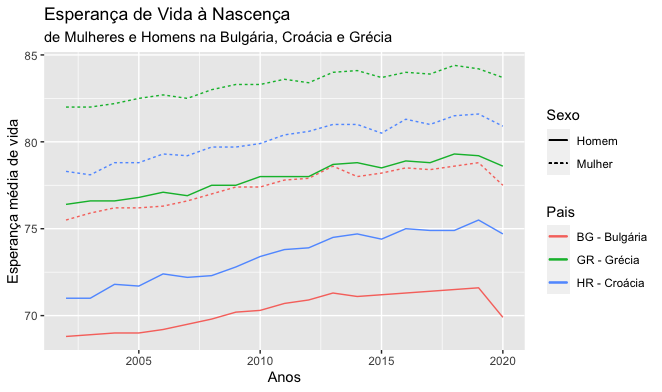 Esperança de Vida à Nascença
de Mulheres e Homens na Bulgária, Croácia e Grécia
Esperança média de vida
85
80
75
70
2005
2010
2015
2020
Anos
Sexo
Homem
Mulher
Pais
BG - Bulgária
GR - Grécia
HR - Croácia